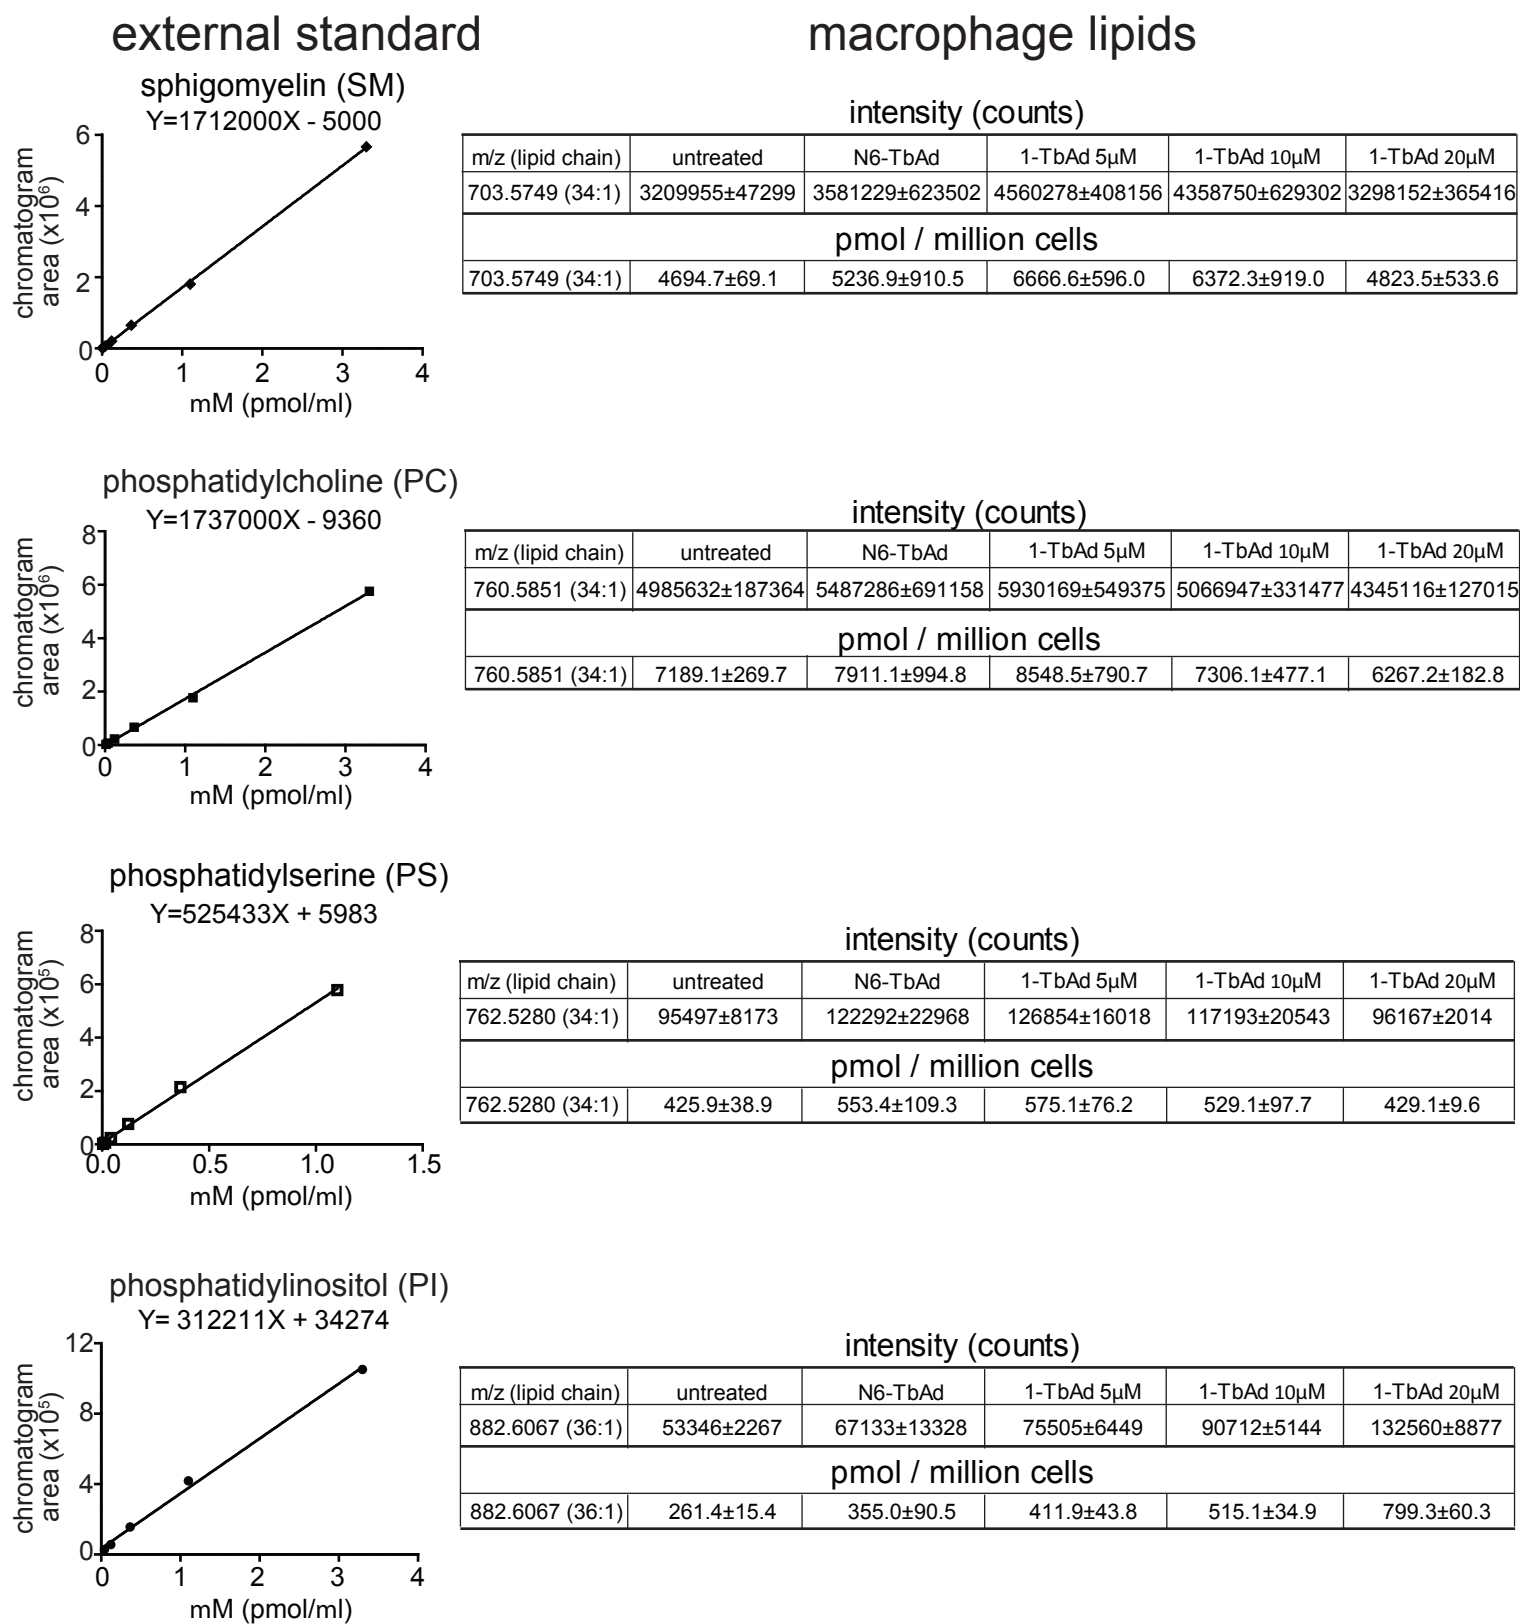 external standard
macrophage lipids
sphigomyelin (SM)
Y=1712000X - 5000
chromatogram
area (x10⁶)
6
4
2
0
0 1 2 3 4
mM (pmol/ml)
intensity (counts)
m/z (lipid chain) untreated N6-TbAd 1-TbAd 5µM 1-TbAd 10µM 1-TbAd 20µM
703.5749 (34:1) 3209955±47299 3581229±623502 4560278±408156 4358750±629302 3298152±365416
pmol / million cells
703.5749 (34:1) 4694.7±69.1 5236.9±910.5 6666.6±596.0 6372.3±919.0 4823.5±533.6
phosphatidylcholine (PC)
Y=1737000X - 9360
chromatogram
area (x10⁶)
8
6
4
2
0
0 1 2 3 4
mM (pmol/ml)
intensity (counts)
m/z (lipid chain) untreated N6-TbAd 1-TbAd 5µM 1-TbAd 10µM 1-TbAd 20µM
760.5851 (34:1) 4985632±187364 5487286±691158 5930169±549375 5066947±331477 4345116±127015
pmol / million cells
760.5851 (34:1) 7189.1±269.7 7911.1±994.8 8548.5±790.7 7306.1±477.1 6267.2±182.8
phosphatidylserine (PS)
Y=525433X + 5983
chromatogram
area (x10⁵)
8
6
4
2
0
0.0 0.5 1.0 1.5
mM (pmol/ml)
intensity (counts)
m/z (lipid chain) untreated N6-TbAd 1-TbAd 5µM 1-TbAd 10µM 1-TbAd 20µM
762.5280 (34:1) 95497±8173 122292±22968 126854±16018 117193±20543 96167±2014
pmol / million cells
762.5280 (34:1) 425.9±38.9 553.4±109.3 575.1±76.2 529.1±97.7 429.1±9.6
phosphatidylinositol (PI)
Y= 312211X + 34274
chromatogram
area (x10⁵)
12
8
4
0
0 1 2 3 4
mM (pmol/ml)
intensity (counts)
m/z (lipid chain) untreated N6-TbAd 1-TbAd 5µM 1-TbAd 10µM 1-TbAd 20µM
882.6067 (36:1) 53346±2267 67133±13328 75505±6449 90712±5144 132560±8877
pmol / million cells
882.6067 (36:1) 261.4±15.4 355.0±90.5 411.9±43.8 515.1±34.9 799.3±60.3